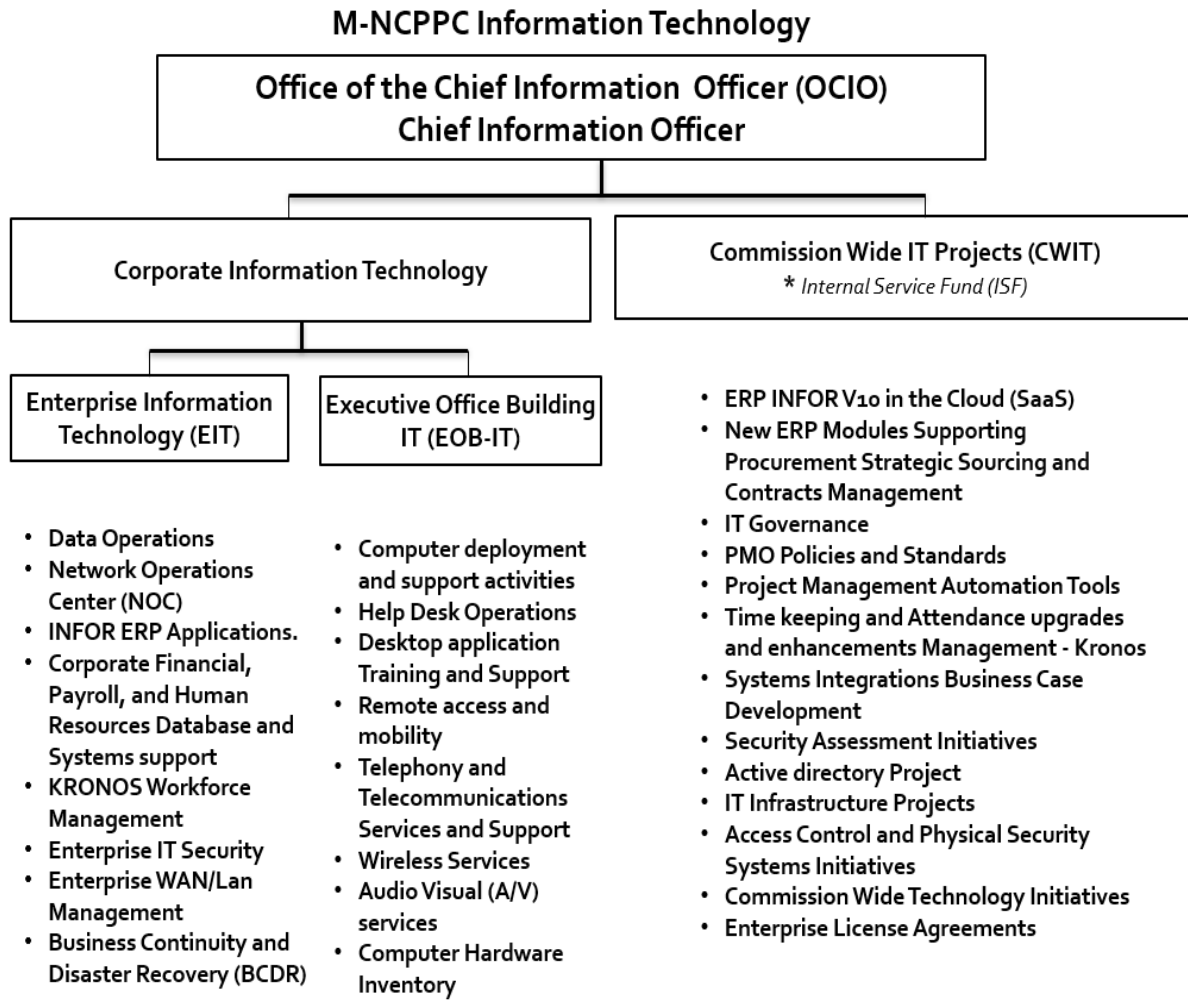 M-NCPPC Information Technology
Office of the Chief Information Officer (OCIO)
Chief Information Officer
Corporate Information Technology
Commission Wide IT Projects (CWIT)
* Internal Service Fund (ISF)
Enterprise Information
Technology (EIT)
Executive Office Building
IT (EOB-IT)
• Data Operations
• Network Operations
Center (NOC)
• INFOR ERP Applications.
• Corporate Financial,
Payroll, and Human
Resources Database and
Systems support
• KRONOS Workforce
Management
• Enterprise IT Security
• Enterprise WAN/Lan
Management
• Business Continuity and
Disaster Recovery (BCDR)
• Computer deployment
and support activities
• Help Desk Operations
• Desktop application
Training and Support
• Remote access and
mobility
• Telephony and
Telecommunications
Services and Support
• Wireless Services
• Audio Visual (A/V)
services
• Computer Hardware
Inventory
• ERP INFOR V10 in the Cloud (SaaS)
• New ERP Modules Supporting
Procurement Strategic Sourcing and
Contracts Management
• IT Governance
• PMO Policies and Standards
• Project Management Automation Tools
• Time keeping and Attendance upgrades
and enhancements Management - Kronos
• Systems Integrations Business Case
Development
• Security Assessment Initiatives
• Active directory Project
• IT Infrastructure Projects
• Access Control and Physical Security
Systems Initiatives
• Commission Wide Technology Initiatives
• Enterprise License Agreements